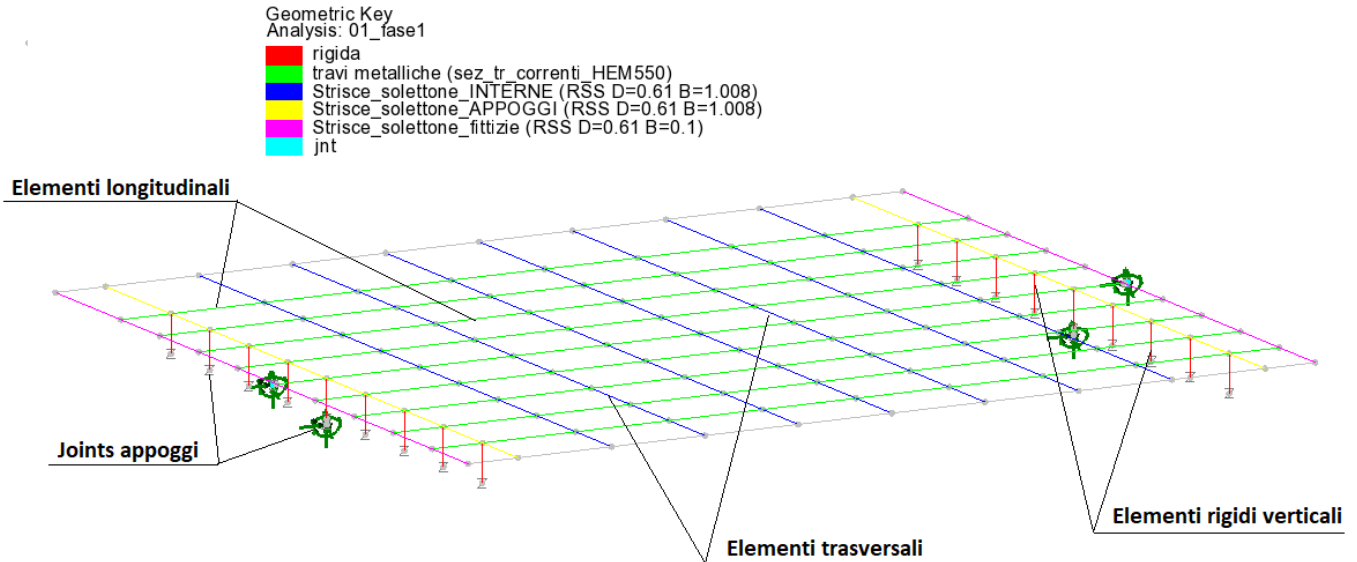 Geometric Key
Analysis: 01_fase1
rigida
travi metalliche (sez_tr_correnti_HEM550)
Strisce_solettone_INTERNE (RSS D=0.61 B=1.008)
Strisce_solettone_APPOGGI (RSS D=0.61 B=1.008)
Strisce_solettone_fittizie (RSS D=0.61 B=0.1)
jnt
Elementi longitudinali
Joints appoggi
Elementi rigidi verticali
Elementi trasversali